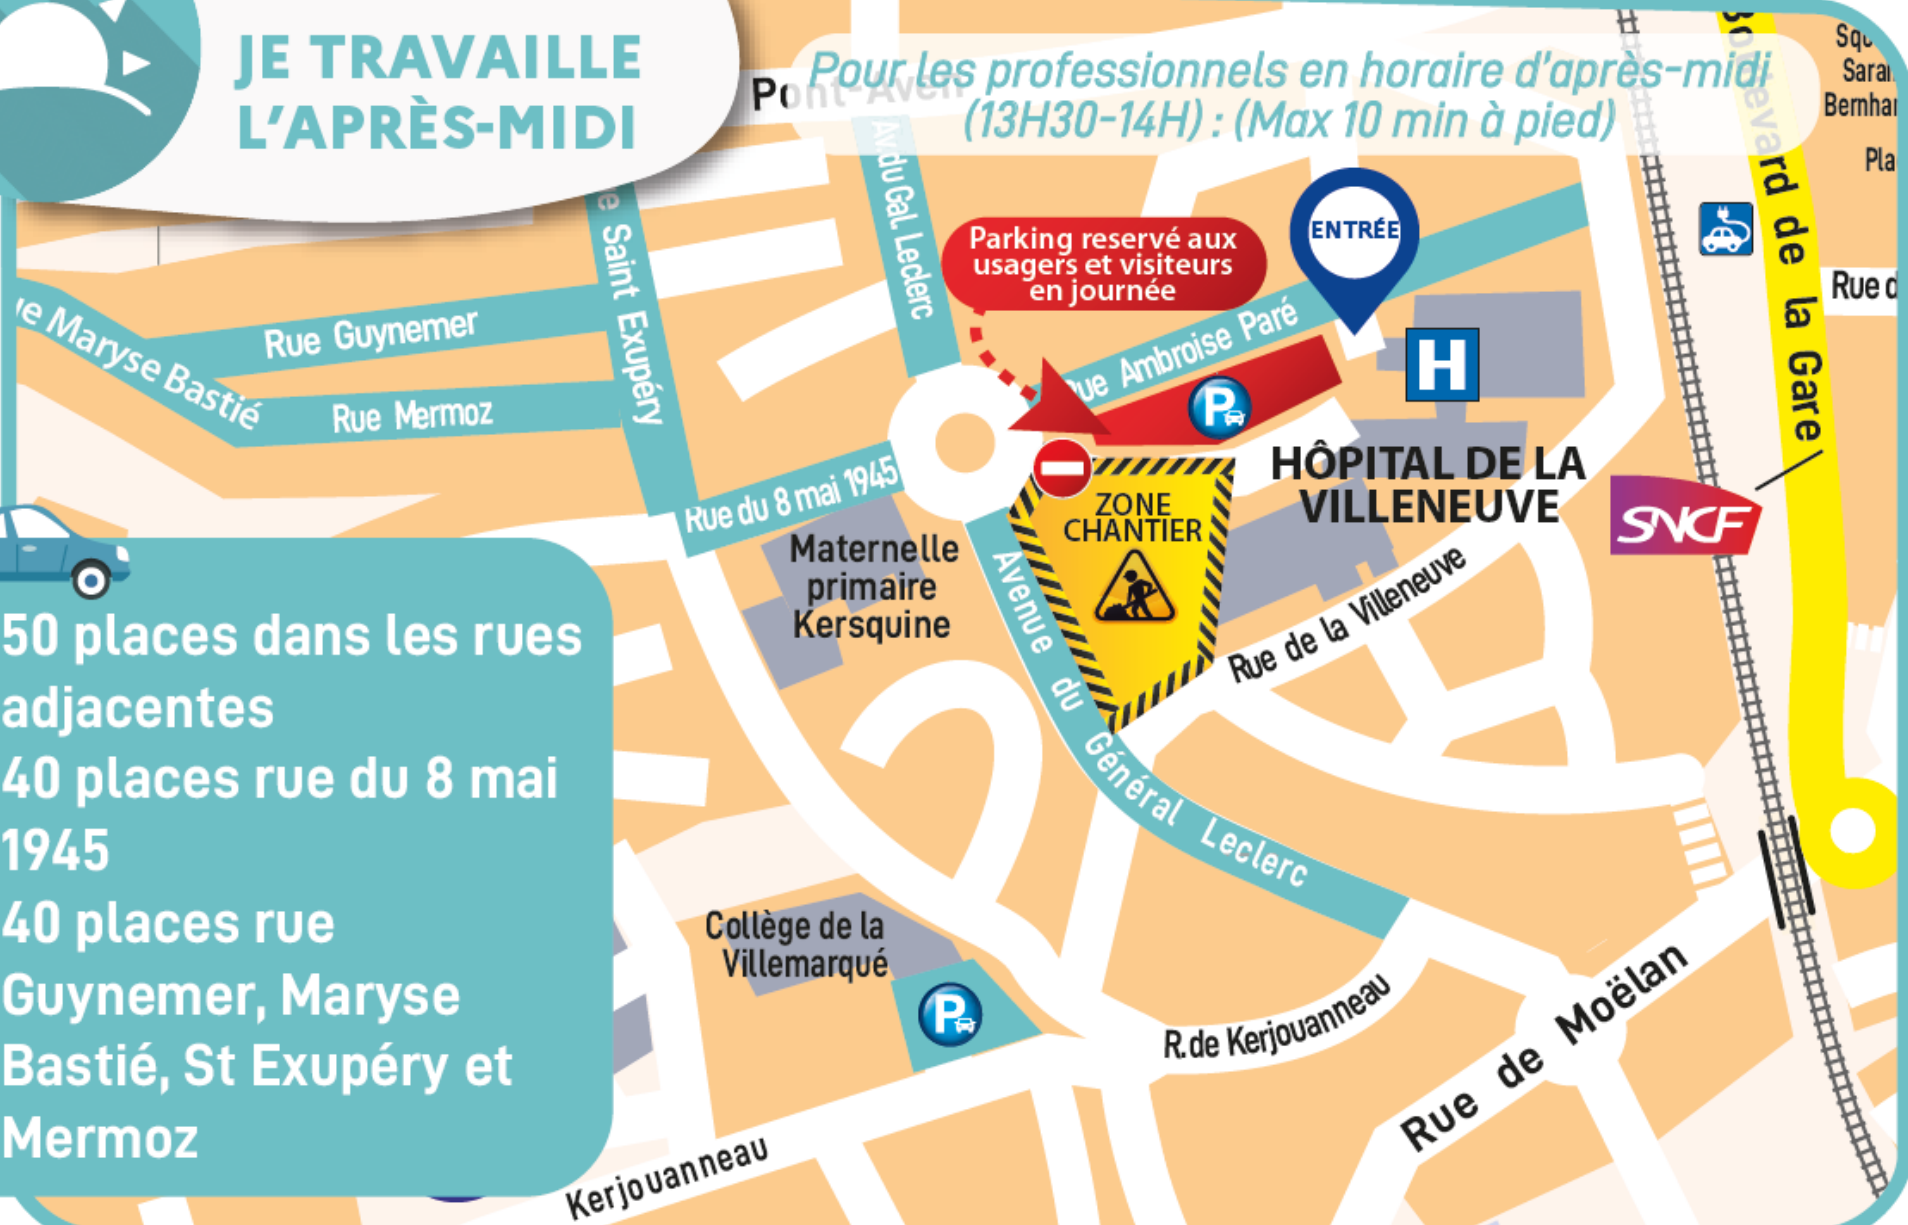 JE TRAVAILLE
L'APRÈS-MIDI
Pour les professionnels en horaire d'après-midi
(13H30-14H) : (Max 10 min à pied)
Pont-Aven
Boulevard de la Gare
Pla
Rue d
Av. du Gal. Leclerc
Saint Exupéry
Parking reservé aux
usagers et visiteurs
en journée
ENTRÉE
Rue Guynemer
Maryse Bastié
Rue Mermoz
Rue Ambroise Paré
P
H
HÔPITAL DE LA
VILLENEUVE
SNCF
Rue du 8 mai 1945
ZONE
CHANTIER
Maternelle
primaire
Kersquine
Avenue du Général Leclerc
Rue de la Villeneuve
50 places dans les rues
adjacentes
40 places rue du 8 mai
1945
40 places rue
Guynemer, Maryse
Bastié, St Exupéry et
Mermoz
Collège de la
Villemarqué
P
R. de Kerjouanneau
Rue de Moëlan
Kerjouanneau